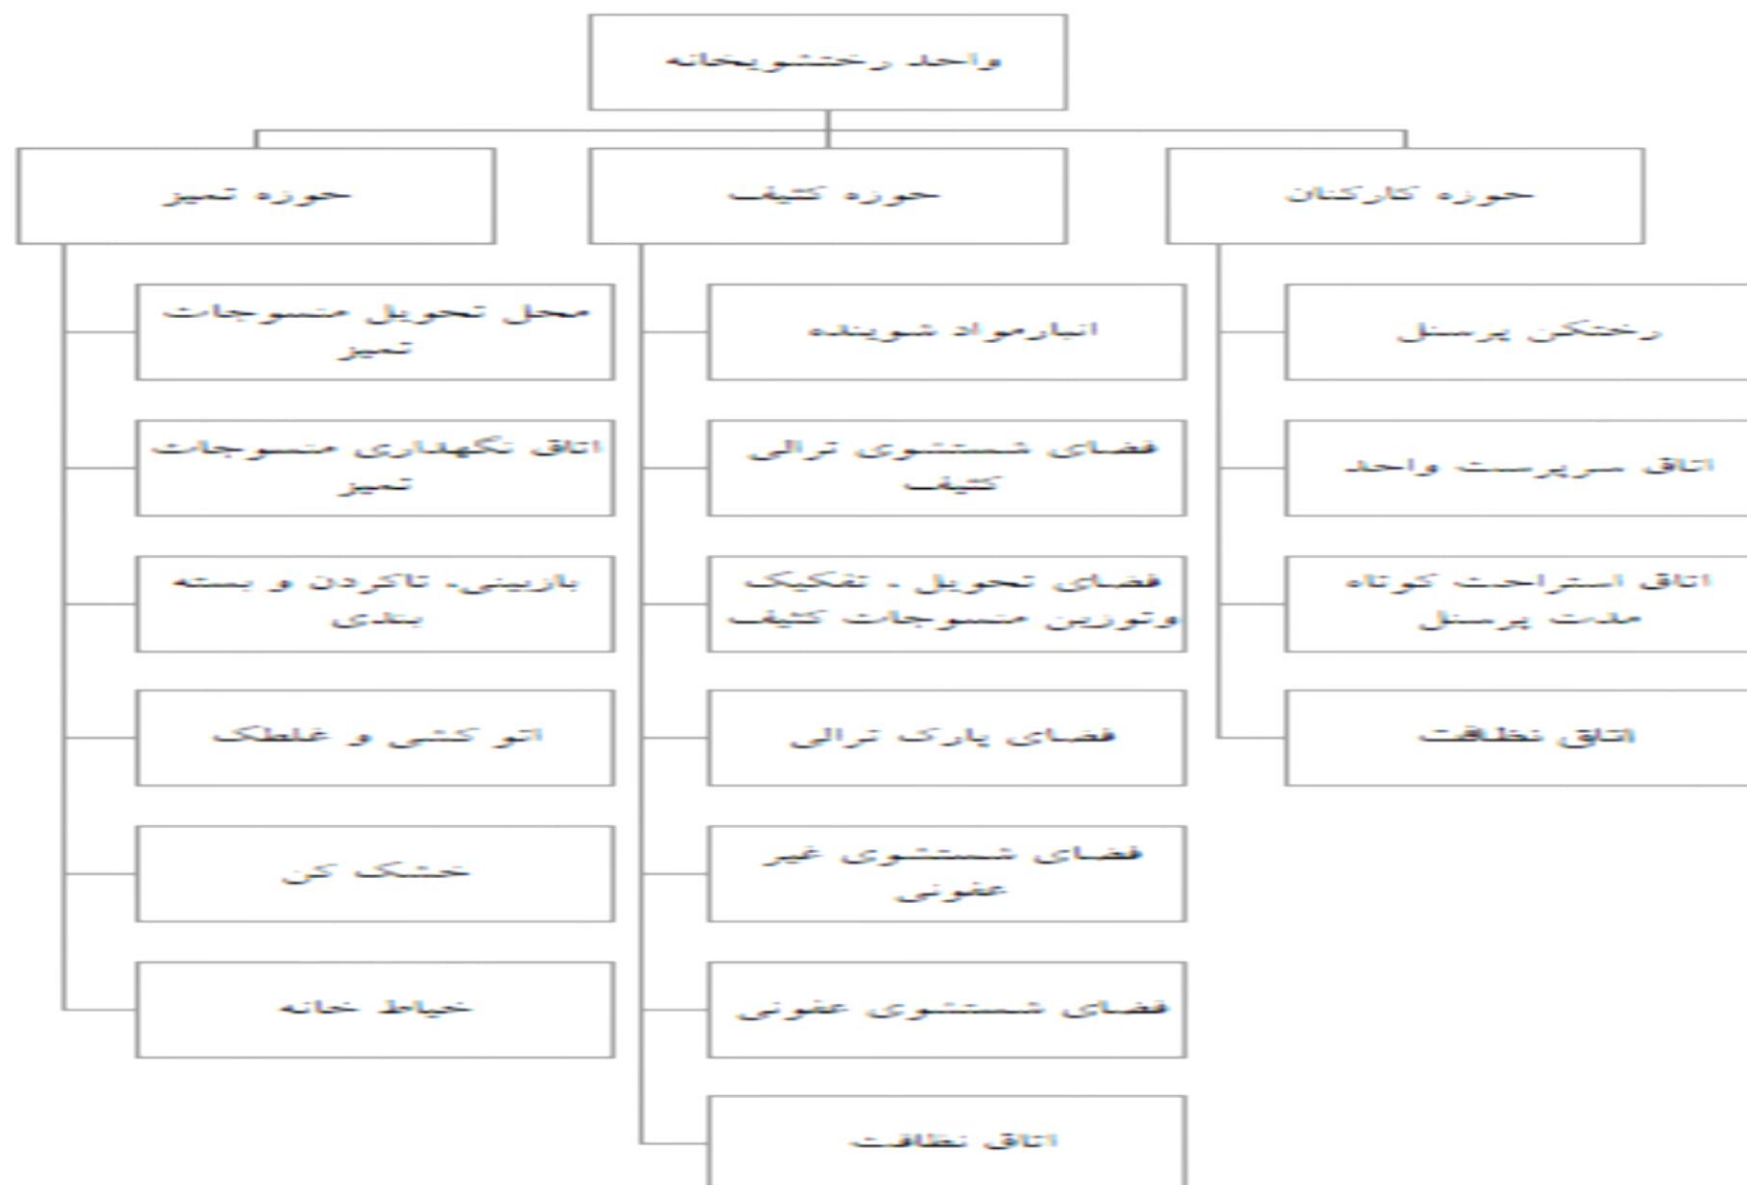 واحد رختشویخانه
حوزه کارکنان
حوزه کثیف
حوزه تمیز
رختکن پرسنل
اتاق سرپرست واحد
اتاق استراحت کوتاه
مدت پرسنل
اتاق نظافت
انبارمواد شوینده
فضای شستشوی ترالی
کثیف
فضای تحویل ، تفکیک
وتوزین منسوجات کثیف
فضای پارک ترالی
فضای شستشوی غیر
عفونی
فضای شستشوی عفونی
اتاق نظافت
محل تحویل منسوجات
تمیز
اتاق نگهداری منسوجات
تمیز
بازبینی، تاکردن و بسته
بندی
اتو کشی و غلطک
خشک کن
خیاط خانه